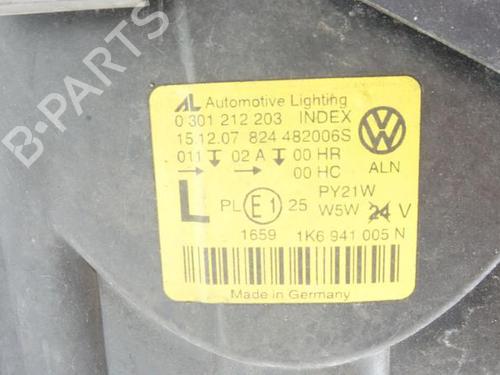 B-PARTS
AL Automotive Lighting
0 301 212 203 INDEX
15.12.07 824 482006S
011 02 A 00 HR
00 HC
ALN
L PL E1 25
PY21W
W5W 24 V
1659 1K6 941 005 N
Made in Germany